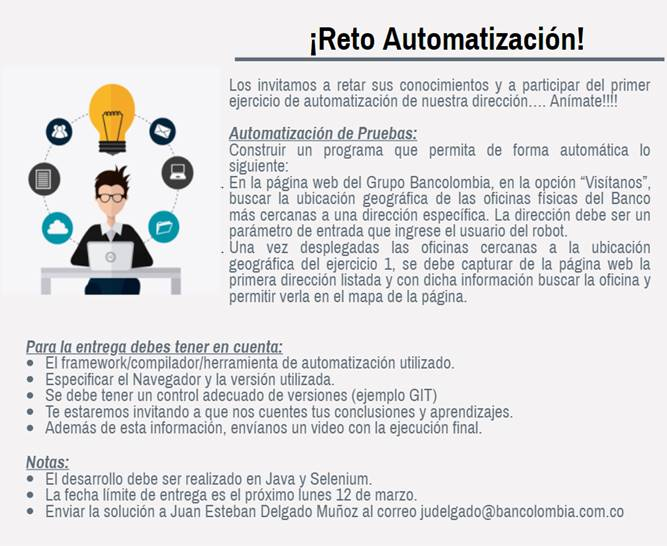 ¡Reto Automatización!
Los invitamos a retar sus conocimientos y a participar del primer
ejercicio de automatización de nuestra dirección…. Anímate!!!!
Automatización de Pruebas:
Construir un programa que permita de forma automática lo
siguiente:
. En la página web del Grupo Bancolombia, en la opción “Visítanos”,
buscar la ubicación geográfica de las oficinas físicas del Banco
más cercanas a una dirección específica. La dirección debe ser un
parámetro de entrada que ingrese el usuario del robot.
. Una vez desplegadas las oficinas cercanas a la ubicación
geográfica del ejercicio 1, se debe capturar de la página web la
primera dirección listada y con dicha información buscar la oficina y
permitir verla en el mapa de la página.
Para la entrega debes tener en cuenta:
• El framework/compilador/herramienta de automatización utilizado.
• Especificar el Navegador y la versión utilizada.
• Se debe tener un control adecuado de versiones (ejemplo GIT)
• Te estaremos invitando a que nos cuentes tus conclusiones y aprendizajes.
• Además de esta información, envíanos un video con la ejecución final.
Notas:
• El desarrollo debe ser realizado en Java y Selenium.
• La fecha límite de entrega es el próximo lunes 12 de marzo.
• Enviar la solución a Juan Esteban Delgado Muñoz al correo judelgado@bancolombia.com.co